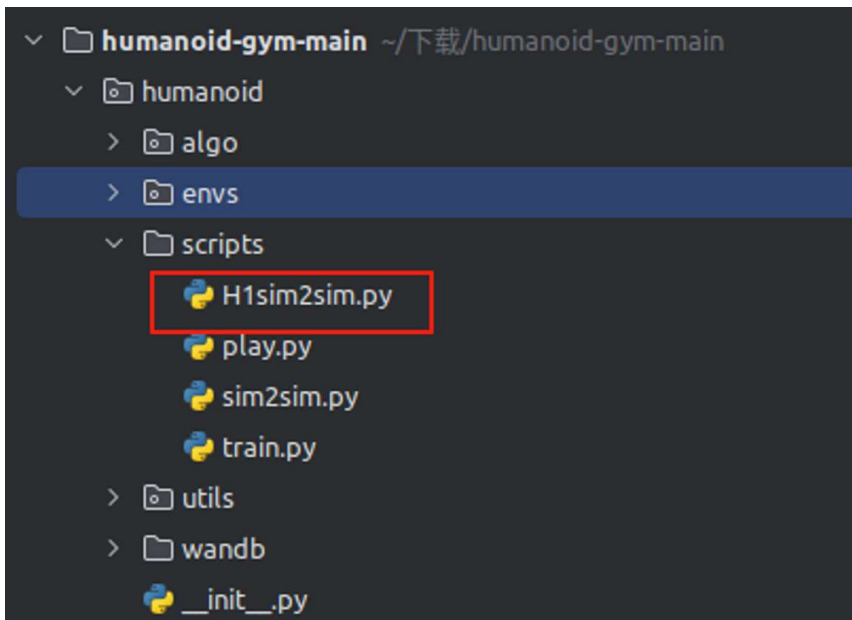 humanoid-gym-main ~/下载/humanoid-gym-main
humanoid
algo
envs
scripts
H1sim2sim.py
play.py
sim2sim.py
train.py
utils
wandb
__init__.py